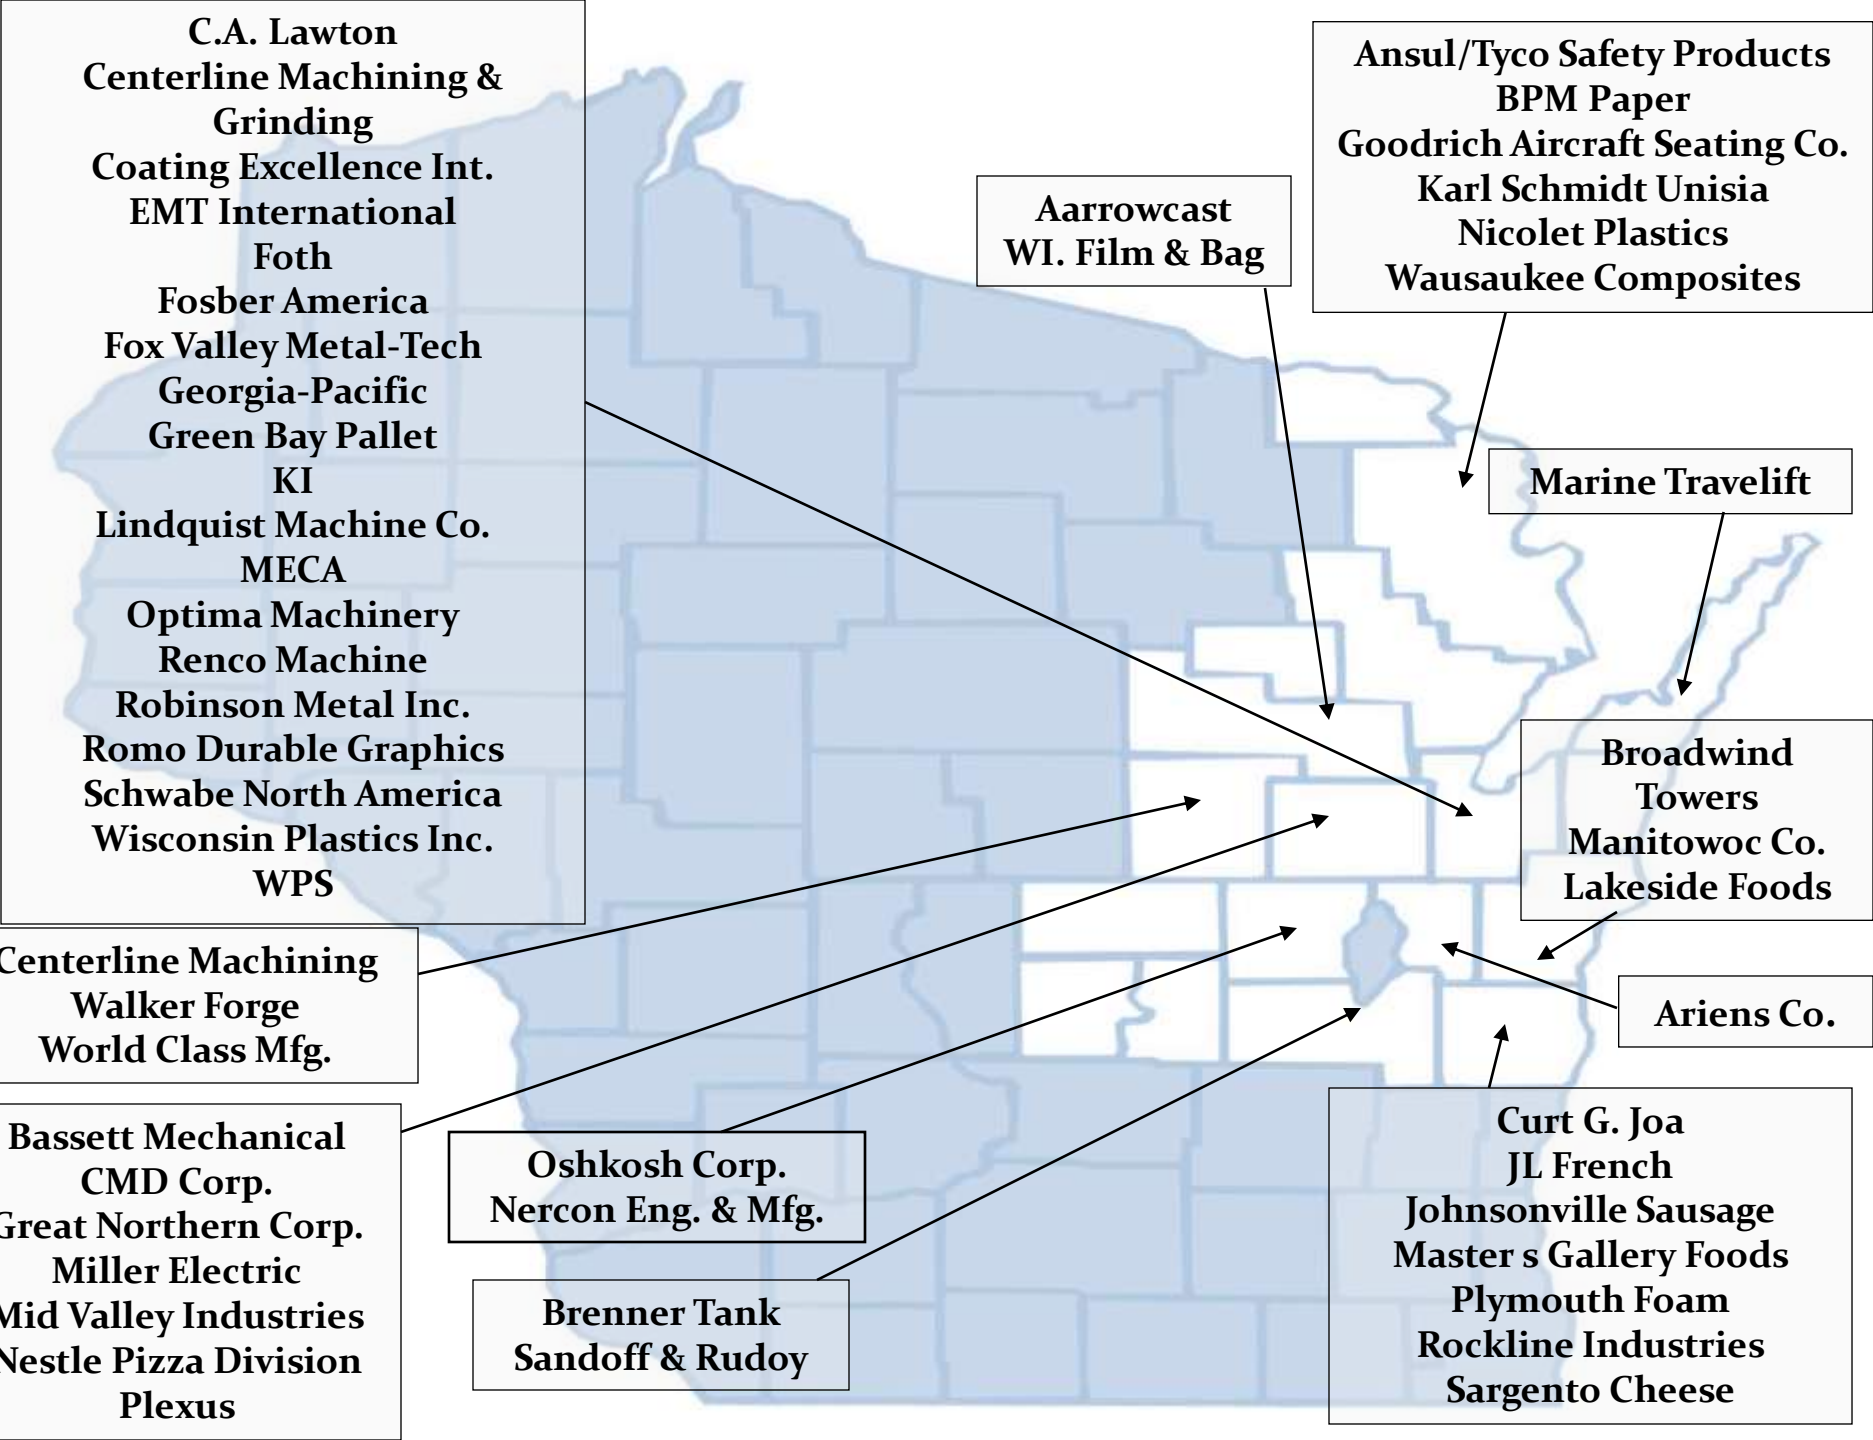 C.A. Lawton
Centerline Machining &
Grinding
Coating Excellence Int.
EMT International
Foth
Fosber America
Fox Valley Metal-Tech
Georgia-Pacific
Green Bay Pallet
KI
Lindquist Machine Co.
MECA
Optima Machinery
Renco Machine
Robinson Metal Inc.
Romo Durable Graphics
Schwabe North America
Wisconsin Plastics Inc.
WPS
Aarrowcast
WI. Film & Bag
Ansul/Tyco Safety Products
BPM Paper
Goodrich Aircraft Seating Co.
Karl Schmidt Unisia
Nicolet Plastics
Wausaukee Composites
Marine Travelift
Broadwind
Towers
Manitowoc Co.
Lakeside Foods
Ariens Co.
Centerline Machining
Walker Forge
World Class Mfg.
Bassett Mechanical
CMD Corp.
Great Northern Corp.
Miller Electric
Mid Valley Industries
Nestle Pizza Division
Plexus
Oshkosh Corp.
Nercon Eng. & Mfg.
Brenner Tank
Sandoff & Rudoy
Curt G. Joa
JL French
Johnsonville Sausage
Master s Gallery Foods
Plymouth Foam
Rockline Industries
Sargento Cheese